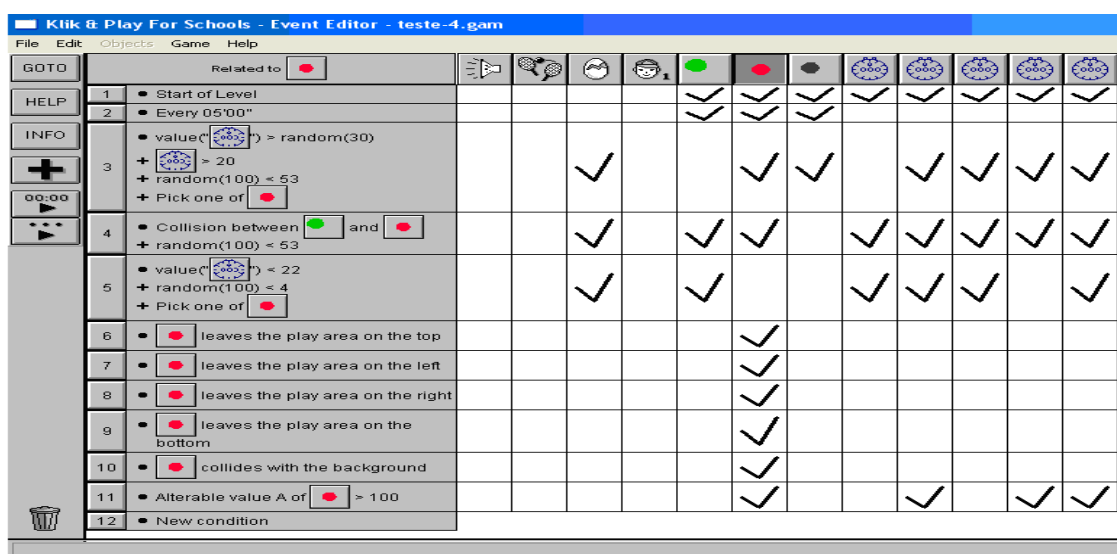 Klik & Play For Schools - Event Editor - teste-4.gam
File Edit Objects Game Help
GOTO
Related to
1
HELP
1 • Start of Level
2 • Every 05'00"
INFO
3
• value(" ") > random(30)
+ > 20
+ random(100) < 53
+ Pick one of
00:00
4
• Collision between and
+ random(100) < 53
5
• value(" ") < 22
+ random(100) < 4
+ Pick one of
6 • leaves the play area on the top
7 • leaves the play area on the left
8 • leaves the play area on the right
9 • leaves the play area on the
bottom
10 • collides with the background
11 • Alterable value A of > 100
12 • New condition